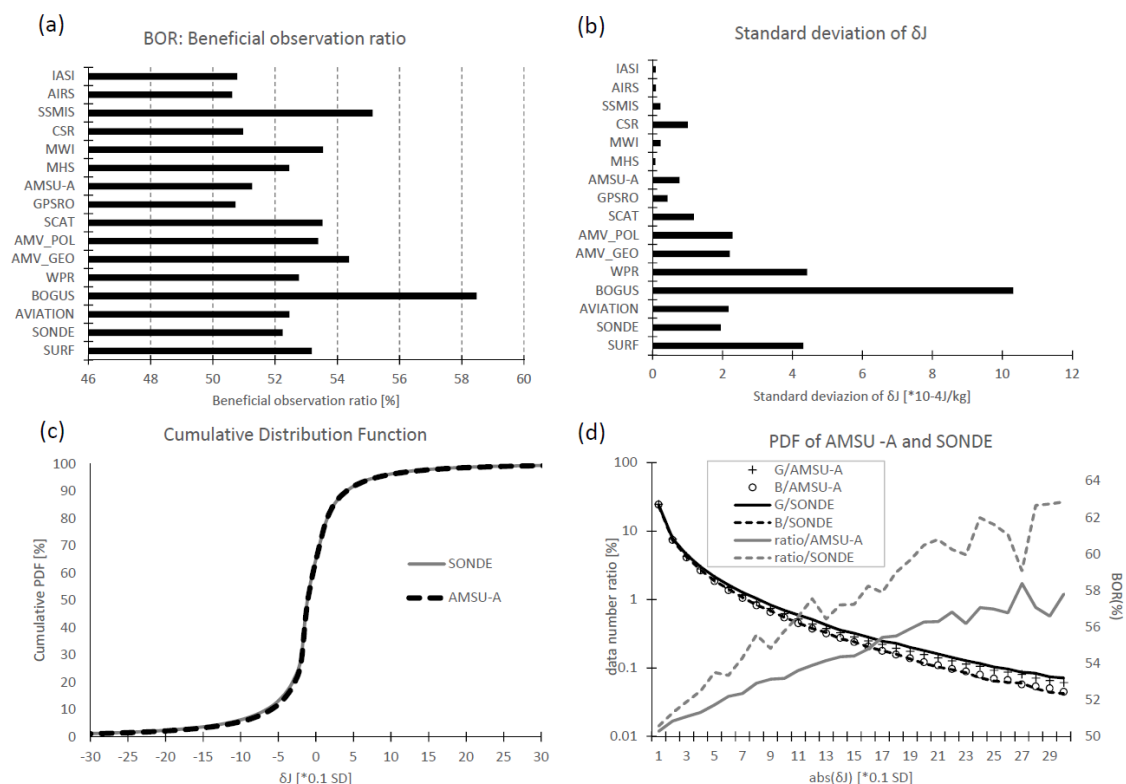 (a)
BOR: Beneficial observation ratio
IASI
AIRS
SSMIS
CSR
MWI
MHS
AMSU-A
GPSRO
SCAT
AMV_POL
AMV_GEO
WPR
BOGUS
AVIATION
SONDE
SURF
46 48 50 52 54 56 58 60
Beneficial observation ratio [%]
(b)
Standard deviation of δJ
IASI
AIRS
SSMIS
CSR
MWI
MHS
AMSU-A
GPSRO
SCAT
AMV_POL
AMV_GEO
WPR
BOGUS
AVIATION
SONDE
SURF
0 2 4 6 8 10 12
Standard deviazion of δJ [*10-4J/kg]
(c)
Cumulative Distribution Function
Cumulative PDF [%]
100
90
80
70
60
50
40
30
20
10
0
SONDE
AMSU-A
-30 -25 -20 -15 -10 -5 0 5 10 15 20 25 30
δJ [*0.1 SD]
(d)
PDF of AMSU -A and SONDE
data number ratio [%]
100
10
1
0.1
0.01
G/AMSU-A
B/AMSU-A
G/SONDE
B/SONDE
ratio/AMSU-A
ratio/SONDE
64
62
60
58
56
54
52
50
BOR(%)
1 3 5 7 9 11 13 15 17 19 21 23 25 27 29
abs(δJ) [*0.1 SD]